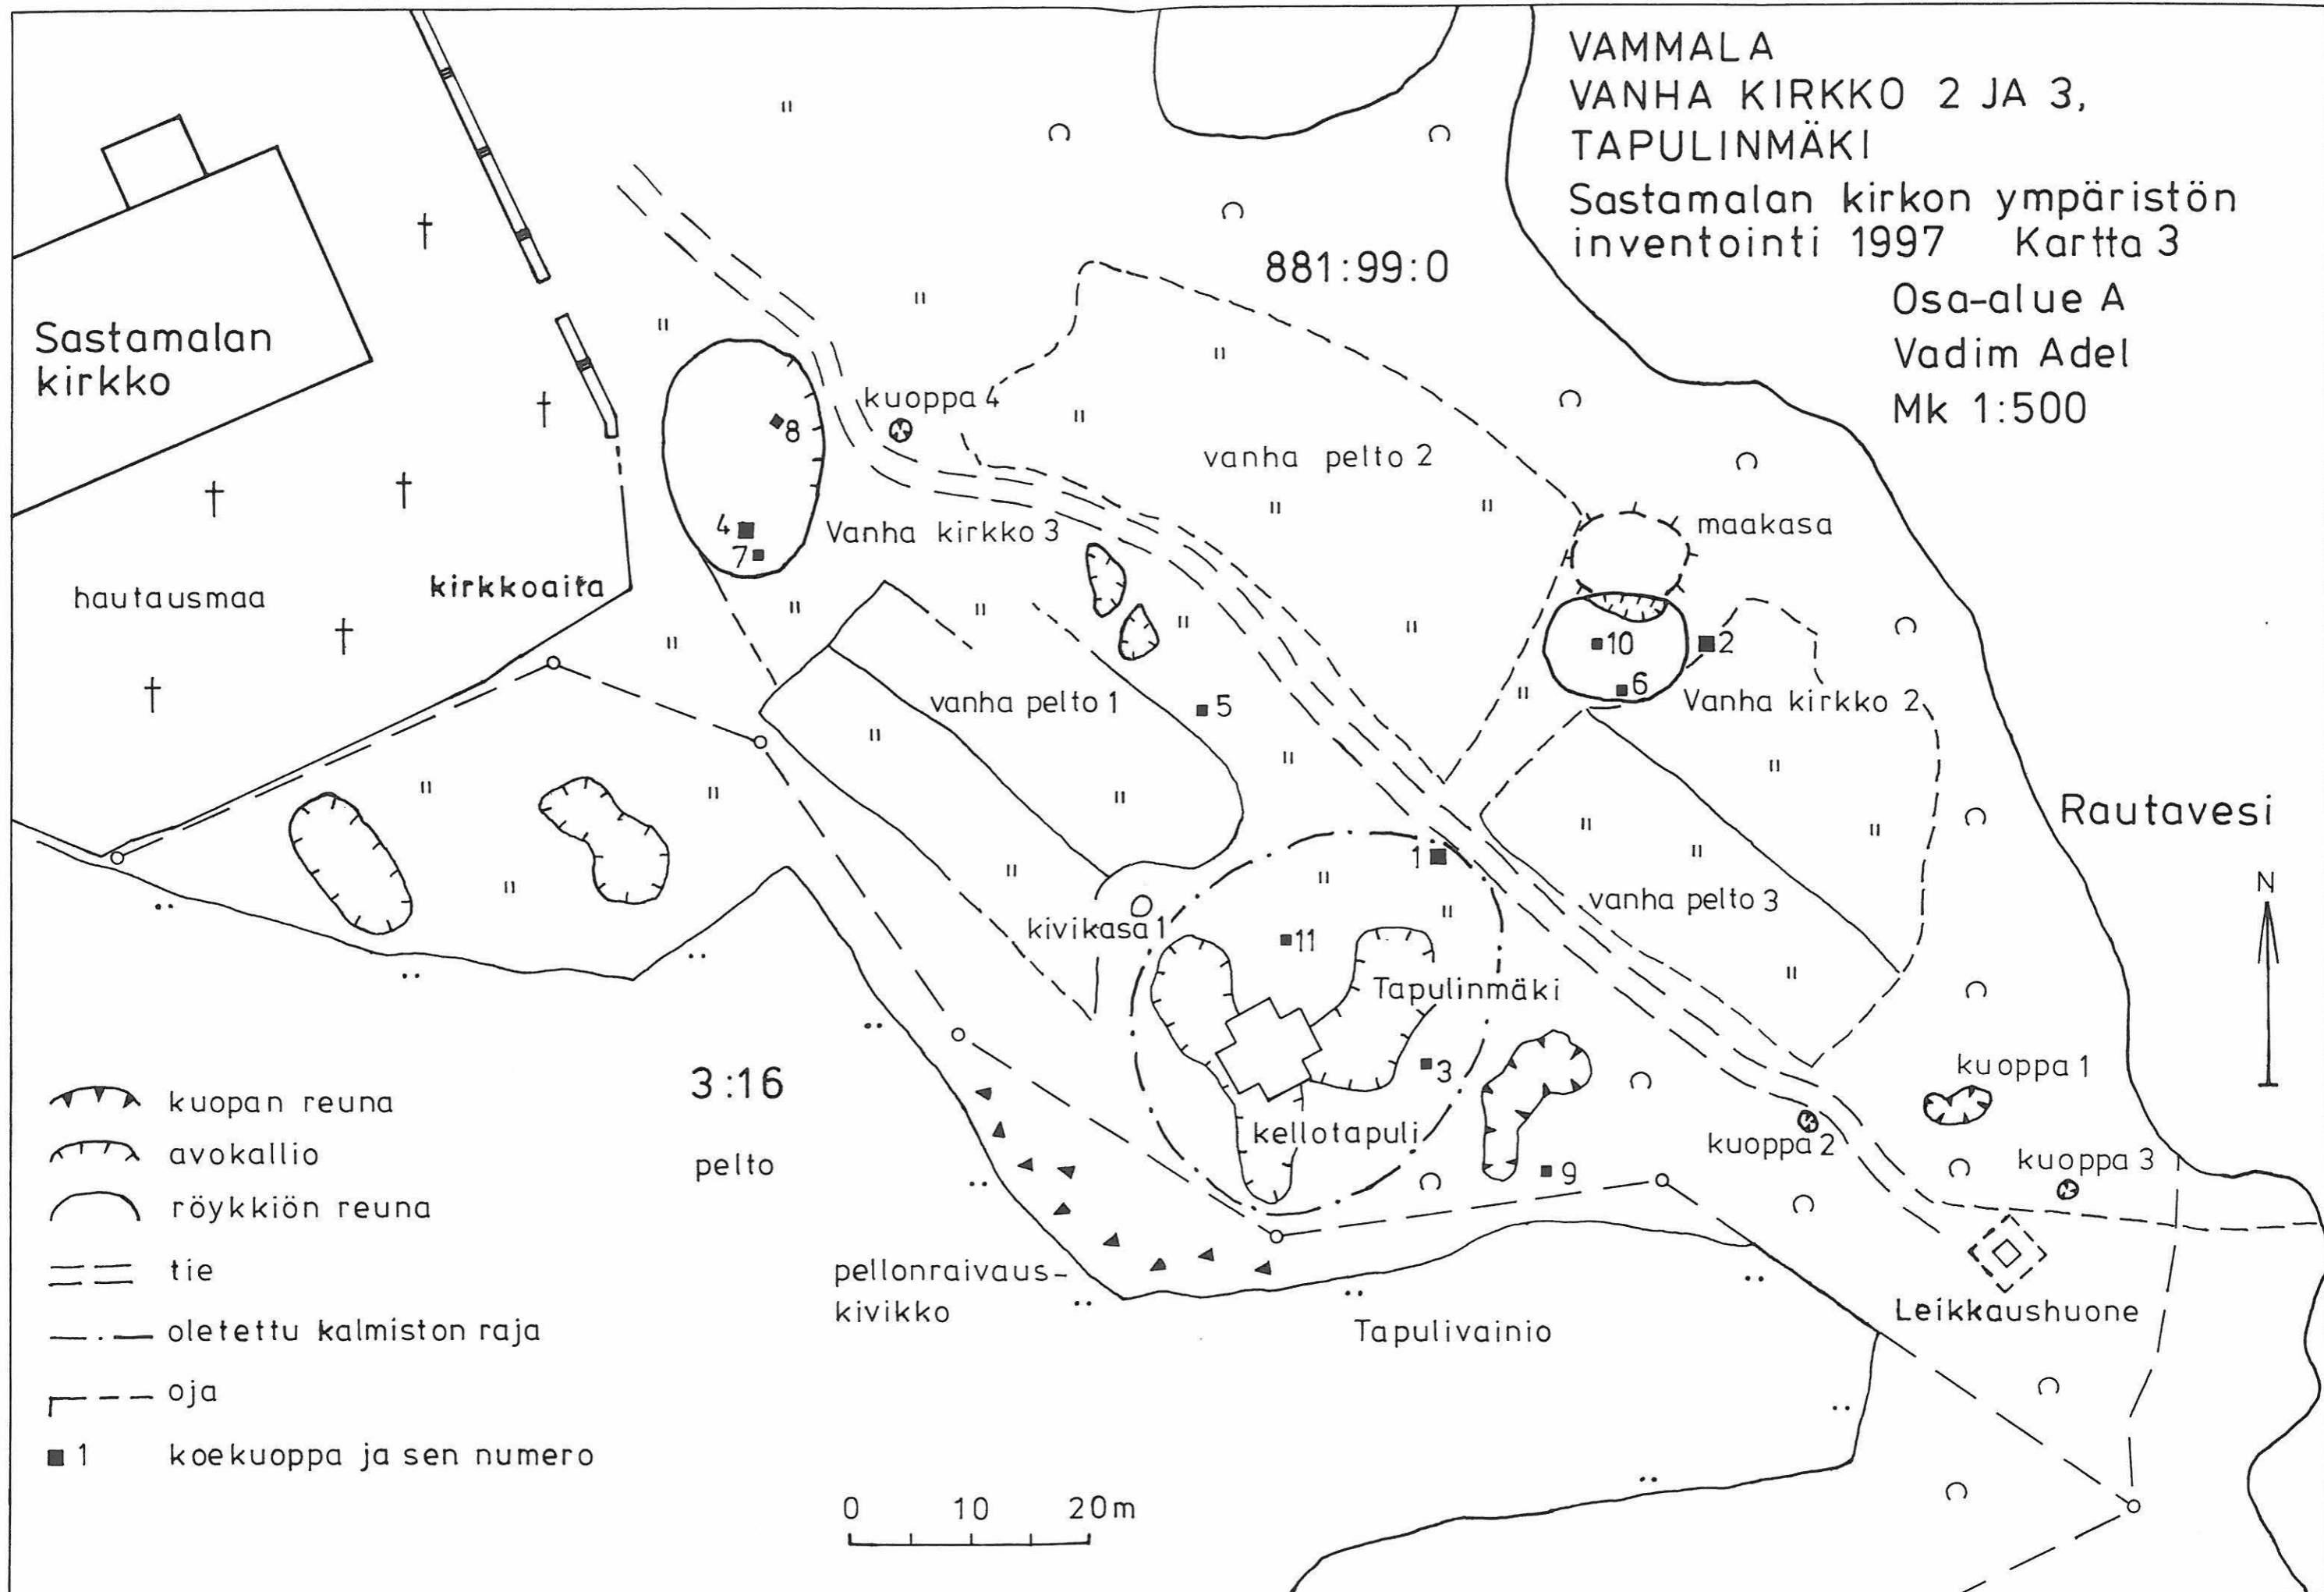 VAMMALA
VANHA KIRKKO 2 JA 3,
TAPULINMÄKI
Sastamalan kirkon ympäristön
inventointi 1997 Kartta 3
Osa-alue A
Vadim Adel
Mk 1:500
881:99:0
Sastamalan
kirkko
kuoppa 4
8
vanha pelto 2
4
7
Vanha kirkko 3
maakasa
hautausmaa
kirkkoaita
10
2
6
vanha pelto 1
5
Vanha kirkko 2
Rautavesi
1
vanha pelto 3
N
kivikasa 1
11
Tapulinmäki
3
kuoppa 1
3:16
pelto
kellotapuli
kuoppa 2
kuoppa 3
9
pellonraivaus-
kivikko
Tapulivainio
Leikkaushuone
kuopan reuna
avokallio
röykkiön reuna
tie
oletettu kalmiston raja
oja
1 koekuoppa ja sen numero
0 10 20m